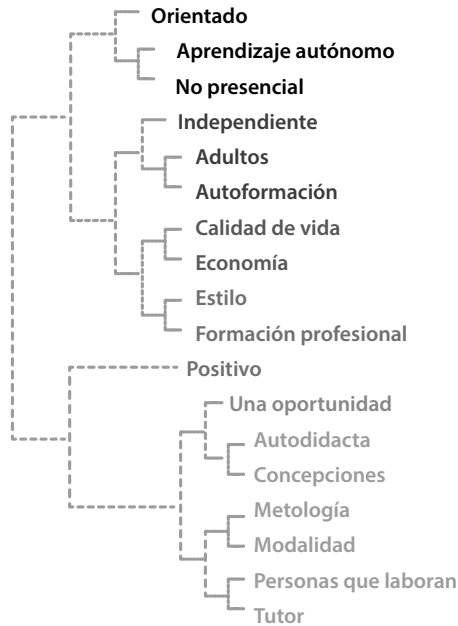 Orientado
Aprendizaje autónomo
No presencial
Independiente
Adultos
Autoformación
Calidad de vida
Economía
Estilo
Formación profesional
Positivo
Una oportunidad
Autodidacta
Concepciones
Metología
Modalidad
Personas que laboran
Tutor